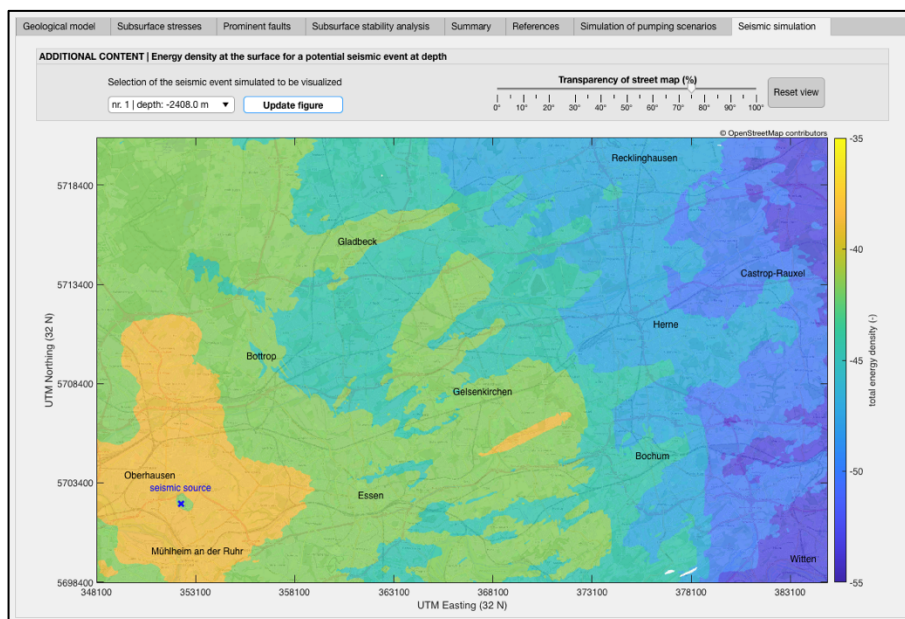 Geological model Subsurface stresses Prominent faults Subsurface stability analysis Summary References Simulation of pumping scenarios Seismic simulation
ADDITIONAL CONTENT | Energy density at the surface for a potential seismic event at depth
Selection of the seismic event simulated to be visualized
nr. 1 | depth: -2408.0 m
Update figure
Transparency of street map (%)
0° 10° 20° 30° 40° 50° 60° 70° 80° 90° 100°
Reset view
© OpenStreetMap contributors
Recklinghausen
Gladbeck
Castrop-Rauxel
Herne
Bottrop
Gelsenkirchen
Bochum
Oberhausen
seismic source
Essen
Mühlheim an der Ruhr
Witten
UTM Northing (32 N)
5718400
5713400
5708400
5703400
5698400
348100 353100 358100 363100 368100 373100 378100 383100
UTM Easting (32 N)
-35
-40
-45
-50
-55
total energy density (-)